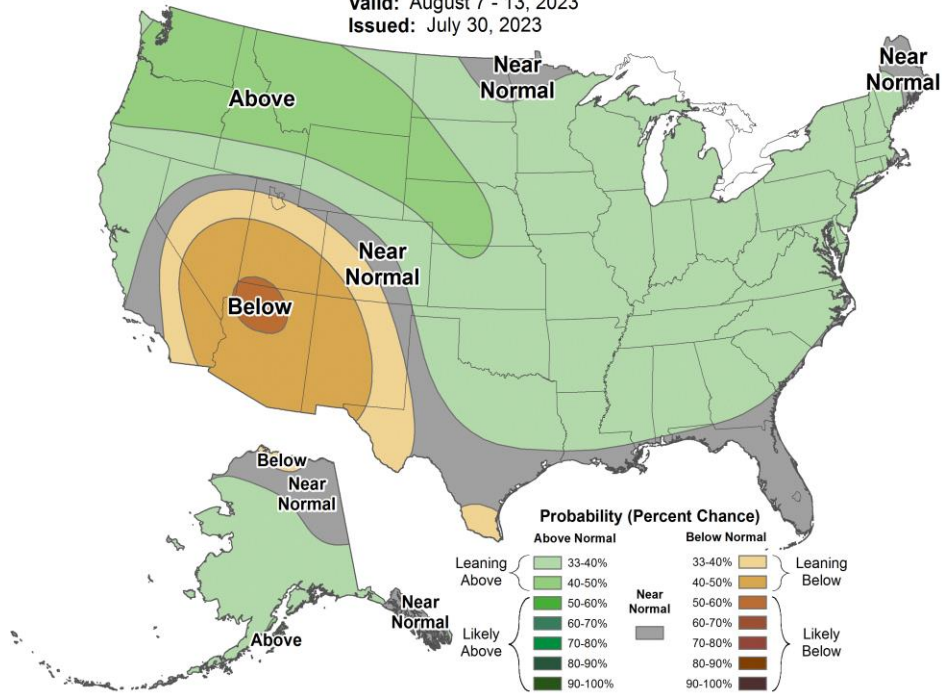 Valid: August 7 - 13, 2023
Issued: July 30, 2023
Near
Normal
Near
Normal
Above
Near
Normal
Below
Below
Near
Normal
Near
Normal
Above
Probability (Percent Chance)
Above Normal
Below Normal
Leaning
Above
33-40%
40-50%
Likely
Above
50-60%
60-70%
70-80%
80-90%
90-100%
Near
Normal
33-40%
40-50%
Leaning
Below
50-60%
60-70%
70-80%
80-90%
90-100%
Likely
Below